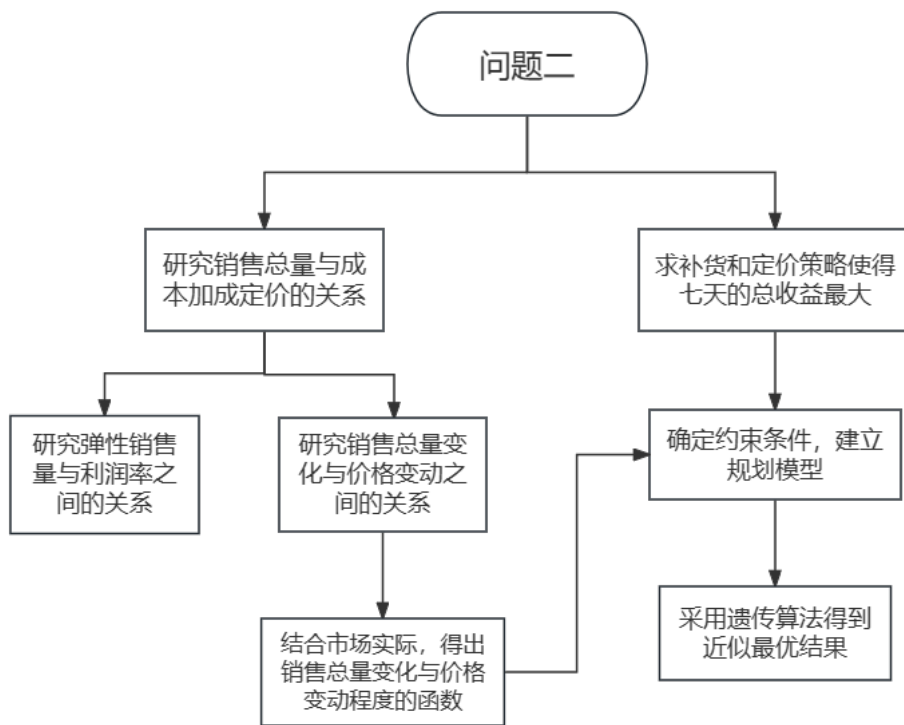 问题二
研究销售总量与成
本加成定价的关系
求补货和定价策略使得
七天的总收益最大
研究弹性销售
量与利润率之
间的关系
研究销售总量变
化与价格变动之
间的关系
确定约束条件，建立
规划模型
结合市场实际，得出
销售总量变化与价格
变动程度的函数
采用遗传算法得到
近似最优结果